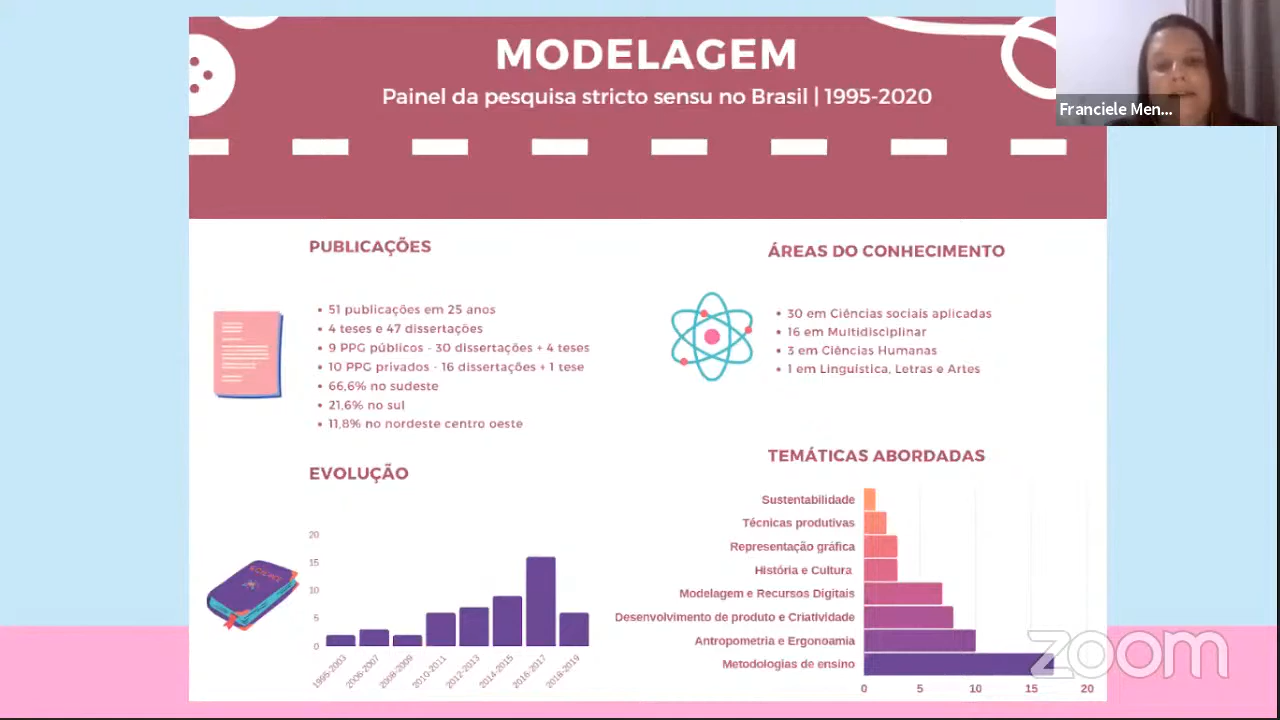 MODELAGEM
Painel da pesquisa stricto sensu no Brasil | 1995-2020
Franciele Men...
PUBLICAÇÕES
51 publicações em 25 anos
4 teses e 47 dissertações
9 PPG públicos - 30 dissertações + 4 teses
10 PPG privados - 16 dissertações + 1 tese
66,6% no sudeste
21,6% no sul
11,8% no nordeste centro oeste
ÁREAS DO CONHECIMENTO
30 em Ciências sociais aplicadas
16 em Multidisciplinar
3 em Ciências Humanas
1 em Linguistica, Letras e Artes
EVOLUÇÃO
SCIENCE
20
15
10
5
0
1995-2003
2006-2007
2008-2009
2010-2011
2012-2013
2014-2015
2016-2017
2018-2019
TEMÁTICAS ABORDADAS
Sustentabilidade
Técnicas produtivas
Representação gráfica
História e Cultura
Modelagem e Recursos Digitais
Desenvolvimento de produto e Criatividade
Antropometria e Ergonoamia
Metodologias de ensino
0 5 10 15 20
zoom